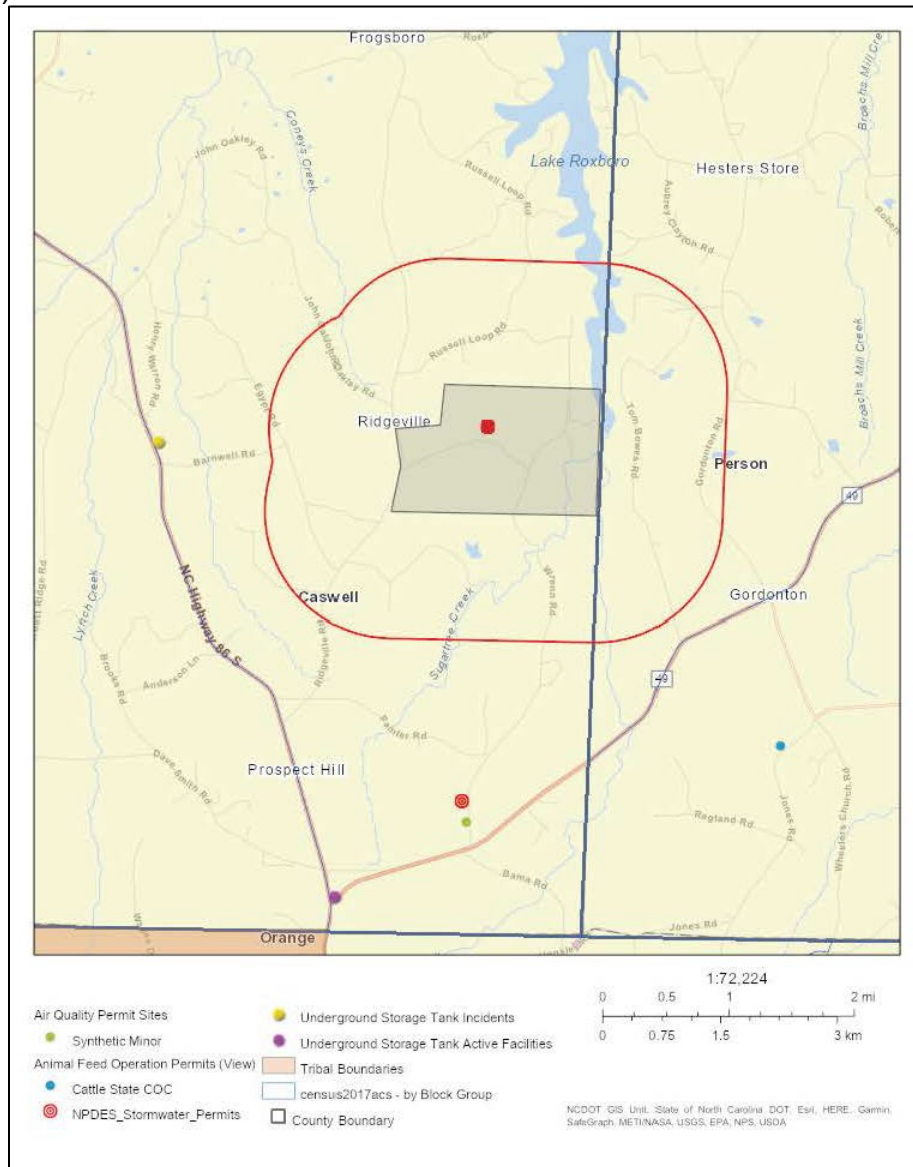 Frogsboro
Coney's Creek
John Oakley Rd
Lake Roxboro
Hesters Store
Broachs Mill Creek
Russell Loop Rd
Aubrey Clayton Rd
Henry Warren Rd
Egypt Rd
Russell Loop Rd
Ridgeville
Barnwell Rd
Tom Bowes Rd
Gordonton Rd
Broachs Mill Creek
Person
49
NC Highway 86 S
Lynch Creek
Caswell
Wrenn Rd
Gordonton
Sugartree Creek
Ridgeville Rd
Brooks Rd
Anderson Ln
49
Painter Rd
Prospect Hill
Dave Smith Rd
Ragland Rd
Jones Rd
Wheelers Church Rd
Bama Rd
Jones Rd
Orange
1:72,224
0 0.5 1 2 mi
0 0.75 1.5 3 km
Air Quality Permit Sites
Synthetic Minor
Animal Feed Operation Permits (View)
Cattle State COC
NPDES_Stormwater_Permits
Underground Storage Tank Incidents
Underground Storage Tank Active Facilities
Tribal Boundaries
census2017acs - by Block Group
County Boundary
NCDOT GIS Unit, State of North Carolina DOT, Esri, HERE, Garmin,
SafeGraph, METI/NASA, USGS, EPA, NPS, USDA